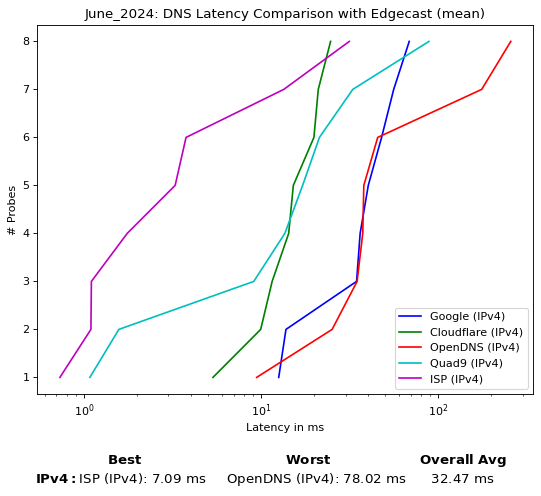 June_2024: DNS Latency Comparison with Edgecast (mean)
# Probes
8
7
6
5
4
3
2
1
Google (IPv4)
Cloudflare (IPv4)
OpenDNS (IPv4)
Quad9 (IPv4)
ISP (IPv4)
10⁰ 10¹ 10²
Latency in ms
Best Worst Overall Avg
IPv4: ISP (IPv4): 7.09 ms OpenDNS (IPv4): 78.02 ms 32.47 ms